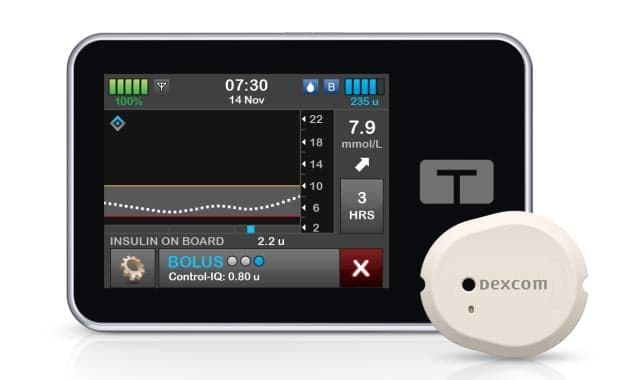 07:30
14 Nov
100%
B
235 u
22
18
14
10
6
2
7.9
mmol/L
3
HRS
T
INSULIN ON BOARD 2.2 u
BOLUS
Control-IQ: 0.80 u
X
DEXCOM